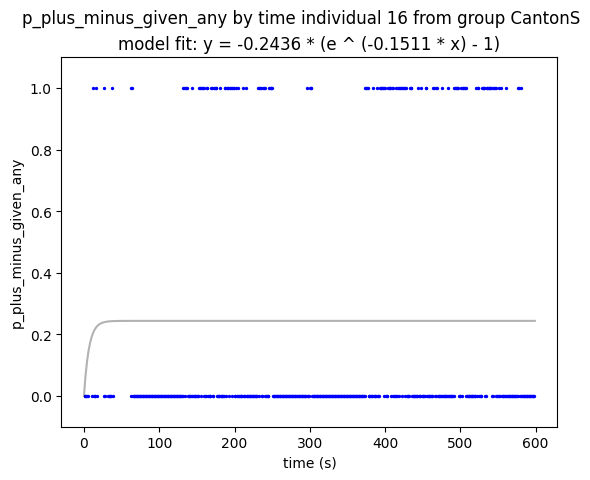 p_plus_minus_given_any by time individual 16 from group CantonS
model fit: y = -0.2436 * (e ^ (-0.1511 * x) - 1)
1.0
0.8
0.6
0.4
0.2
0.0
p_plus_minus_given_any
0 100 200 300 400 500 600
time (s)